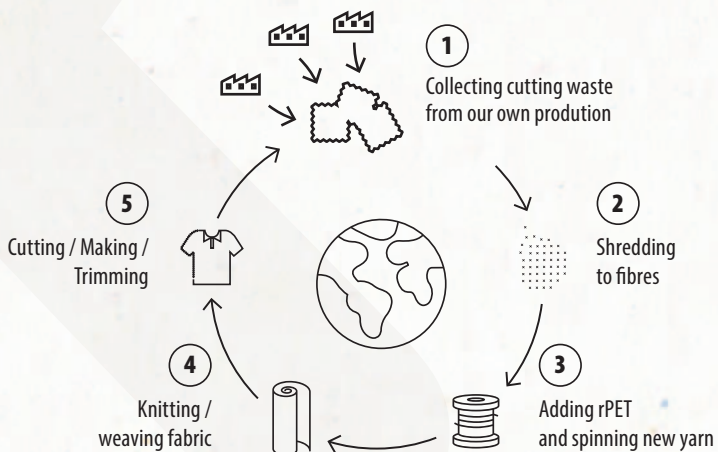 1
Collecting cutting waste
from our own prodution
2
Shredding
to fibres
3
Adding rPET
and spinning new yarn
4
Knitting /
weaving fabric
5
Cutting / Making /
Trimming